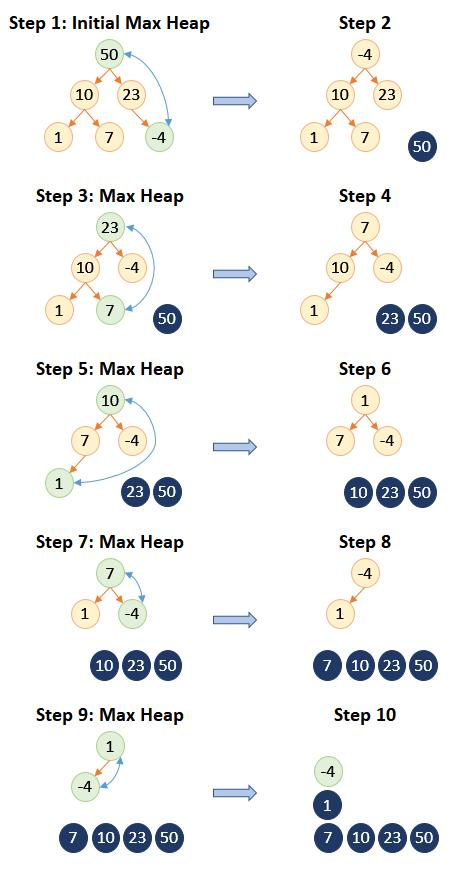 Step 1: Initial Max Heap
Step 2
50
-4
10 23
10 23
1 7 -4
1 7
50
Step 3: Max Heap
Step 4
23
7
10 -4
10 -4
1 7 50
1
23 50
Step 5: Max Heap
Step 6
10
1
7 -4
7 -4
1
23 50
10 23 50
Step 7: Max Heap
Step 8
7
-4
1 -4
1
10 23 50
7 10 23 50
Step 9: Max Heap
Step 10
1
-4
-4
1
7 10 23 50
7 10 23 50